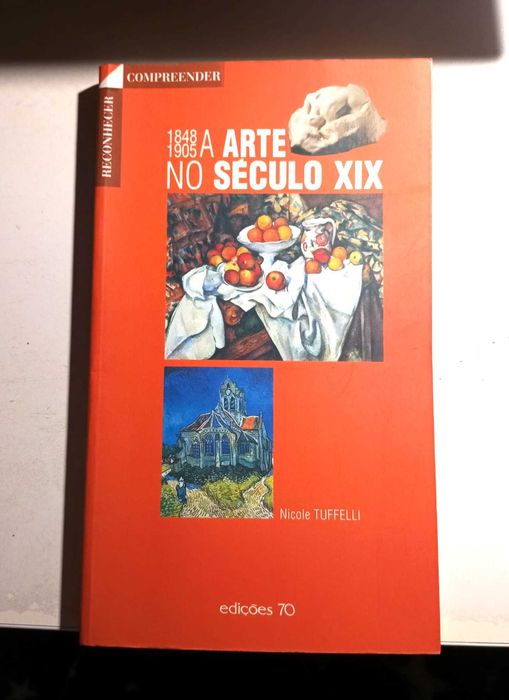 COMPREENDER
RECONHECER
1848
1905 A ARTE
NO SÉCULO XIX
Nicole TUFFELLI
edições 70